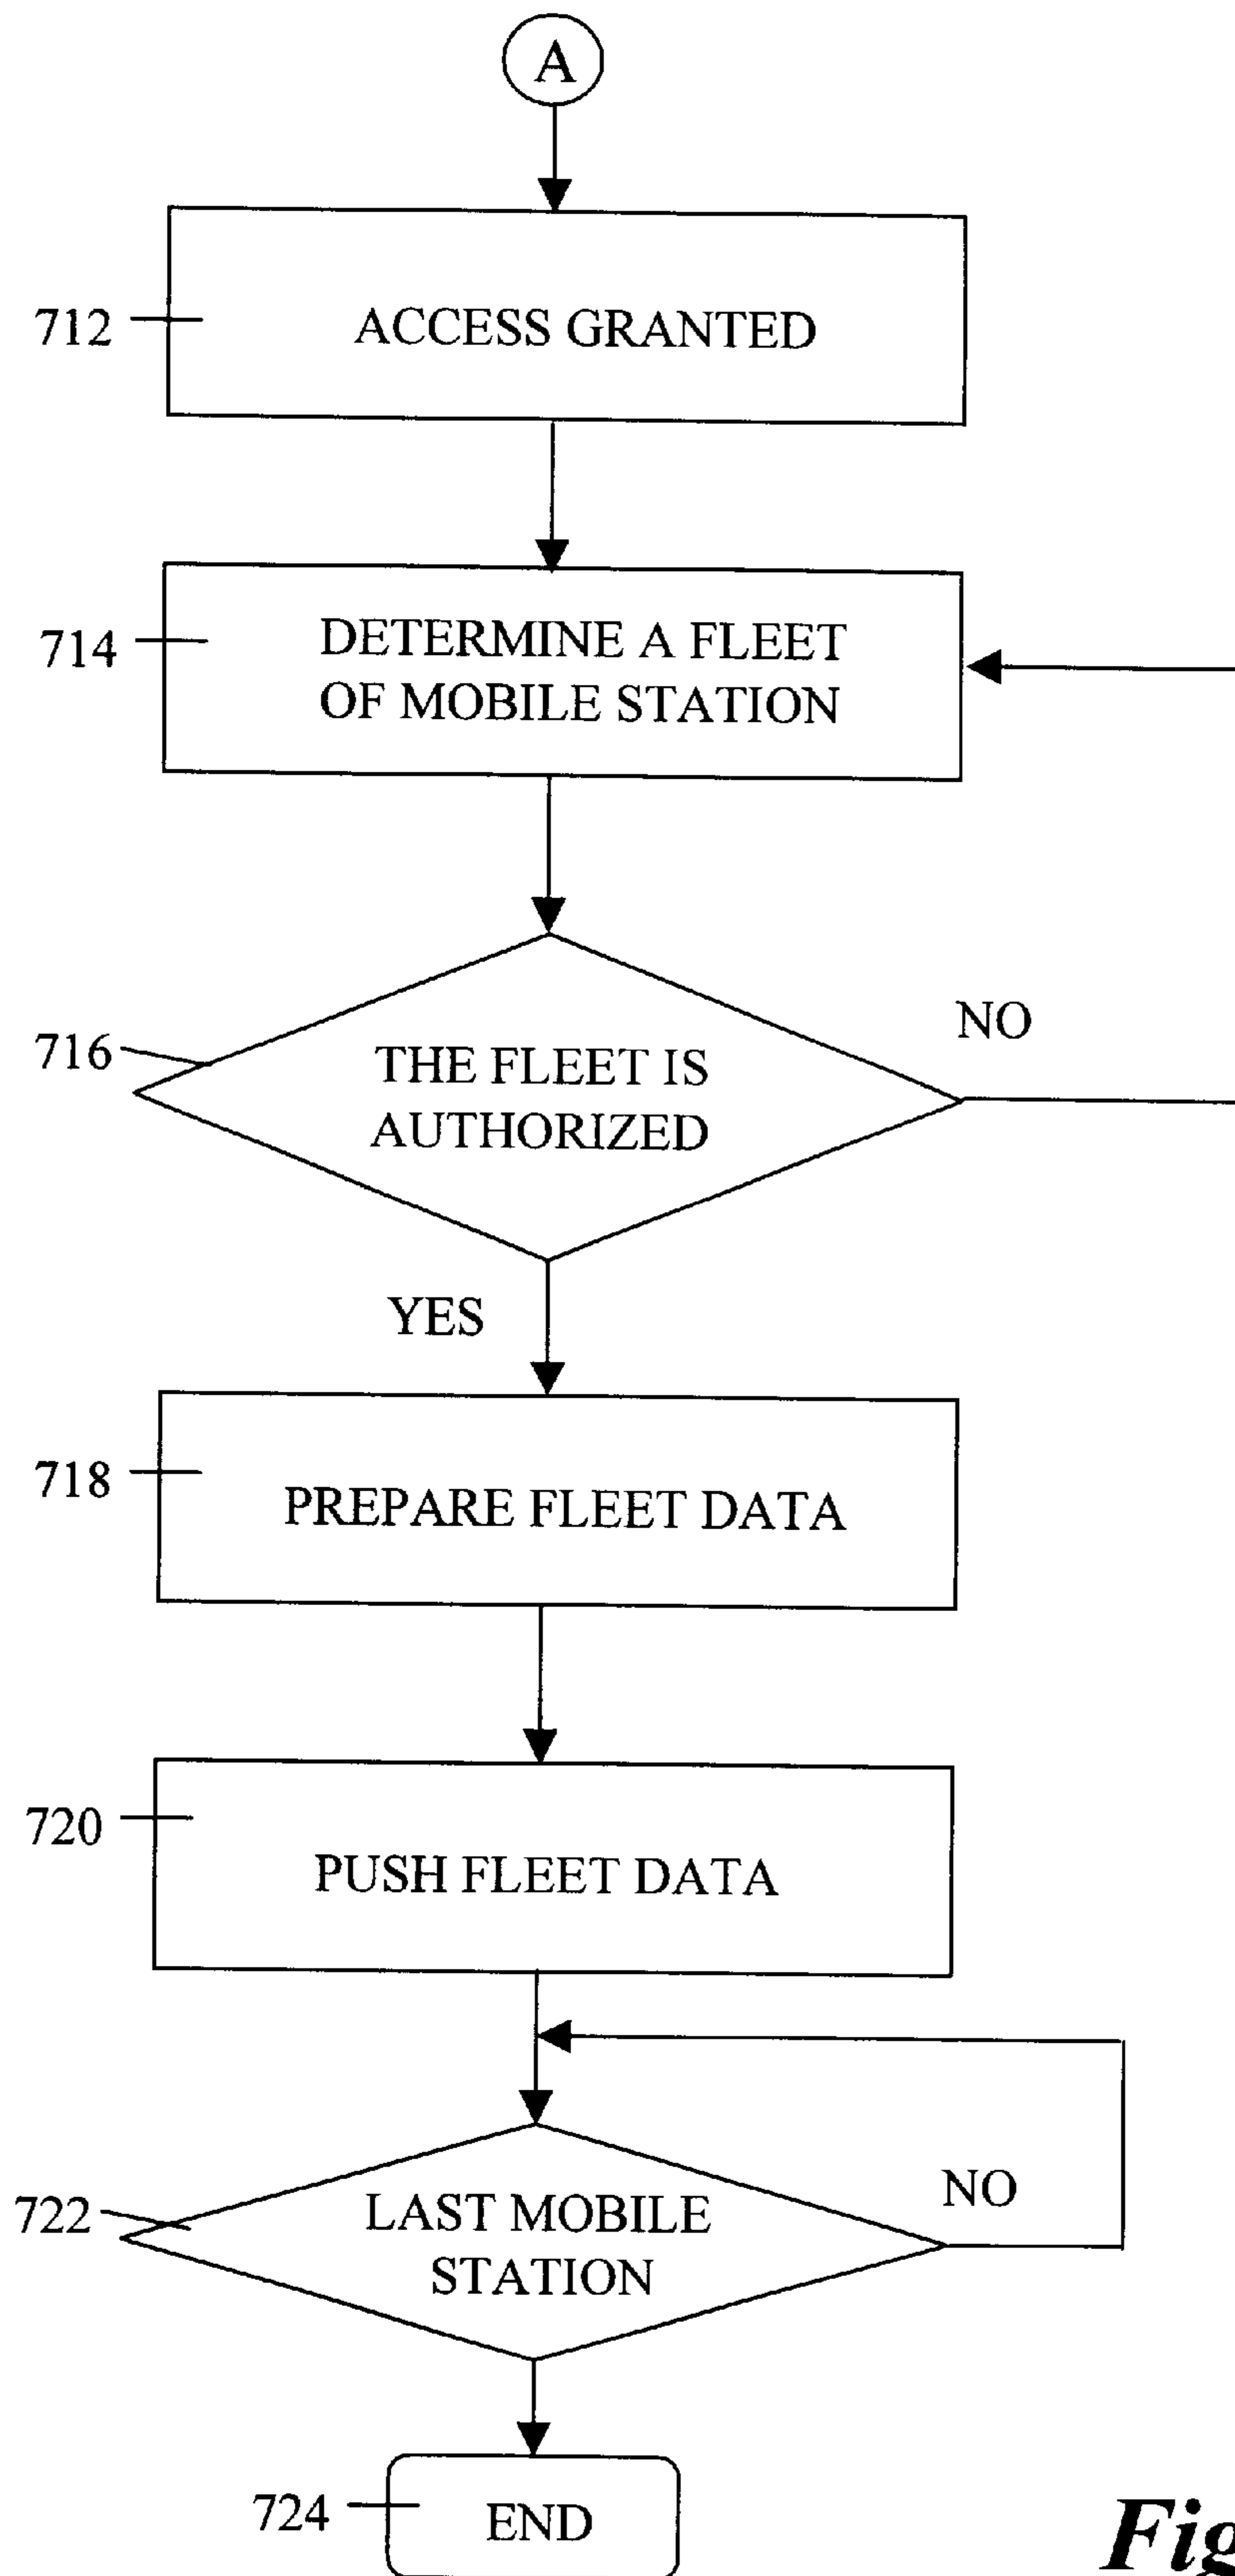 A
712
ACCESS GRANTED
714
DETERMINE A FLEET
OF MOBILE STATION
716
THE FLEET IS
AUTHORIZED
NO
YES
718
PREPARE FLEET DATA
720
PUSH FLEET DATA
722
LAST MOBILE
STATION
NO
724
END
Fig